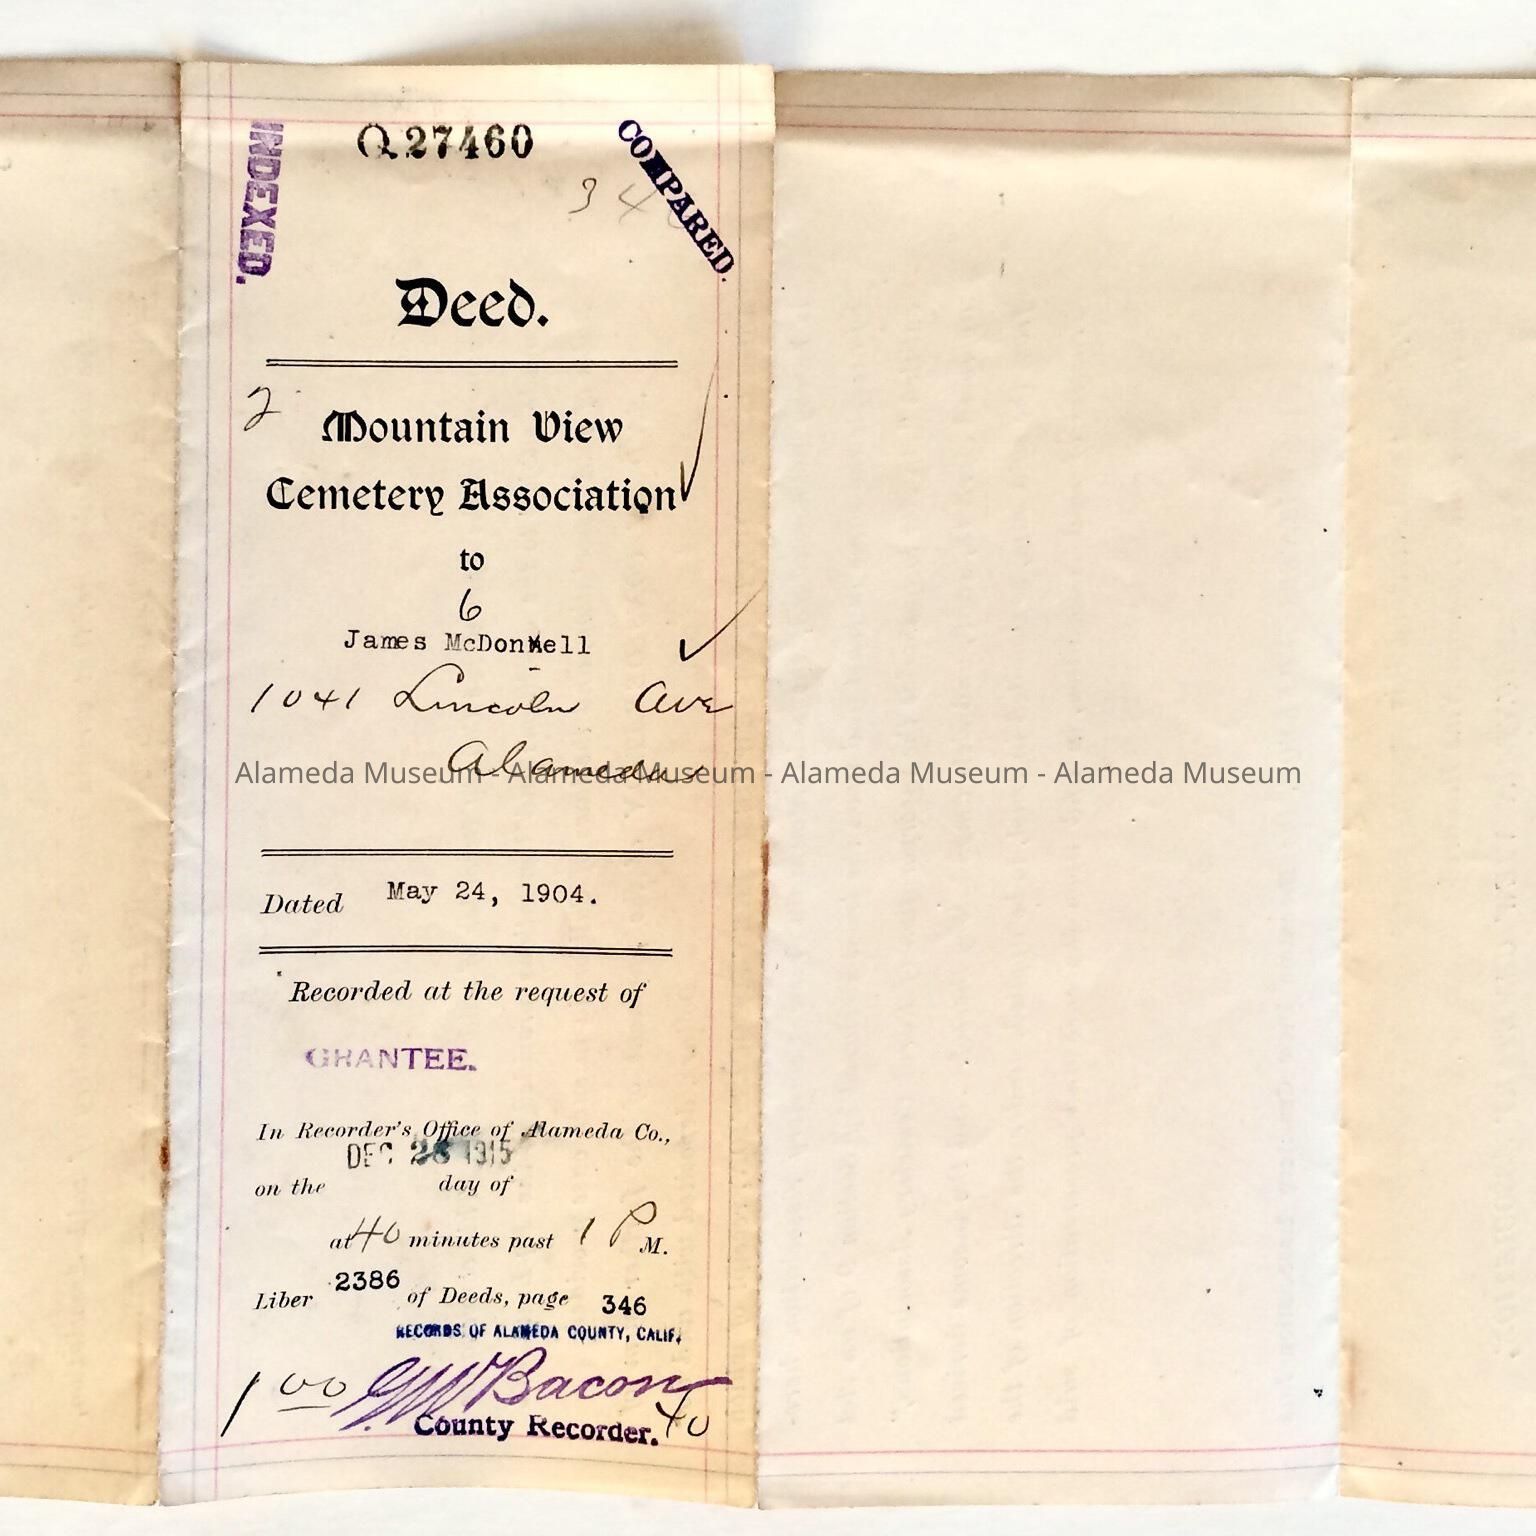 Q 27460
INDEXED.
COMPARED.
34
Deed.
2
Mountain View
Cemetery Association
to
6
James McDonnell
1041 Lincoln Ave
Alameda
Alameda Museum - Alameda Museum - Alameda Museum - Alameda Museum
Dated May 24, 1904.
Recorded at the request of
GRANTEE.
In Recorder's Office of Alameda Co.,
DEC 28 1915
on the day of
at 40 minutes past 1 P M.
Liber 2386 of Deeds, page 346
RECORDS OF ALAMEDA COUNTY, CALIF.
1 00 G W Bacon
County Recorder. 40